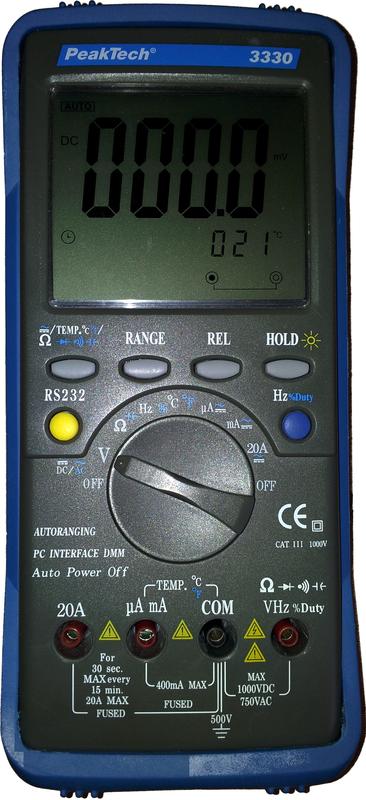 PeakTech® 3330
AUTO
DC 000.0 mV
021 °C
Ω/TEMP.°C°F/ RANGE REL HOLD
RS232 Hz %Duty
Ω Hz % °C °F µA mA 20A OFF
OFF V
DC/AC
AUTORANGING
PC INTERFACE DMM
Auto Power Off
CE
CAT III 1000V
TEMP. °C
°F
20A µA mA COM VHz %Duty
Ω
For
30 sec.
MAX every
15 min.
20A MAX
FUSED
400mA MAX
FUSED
500V
MAX
1000VDC
750VAC